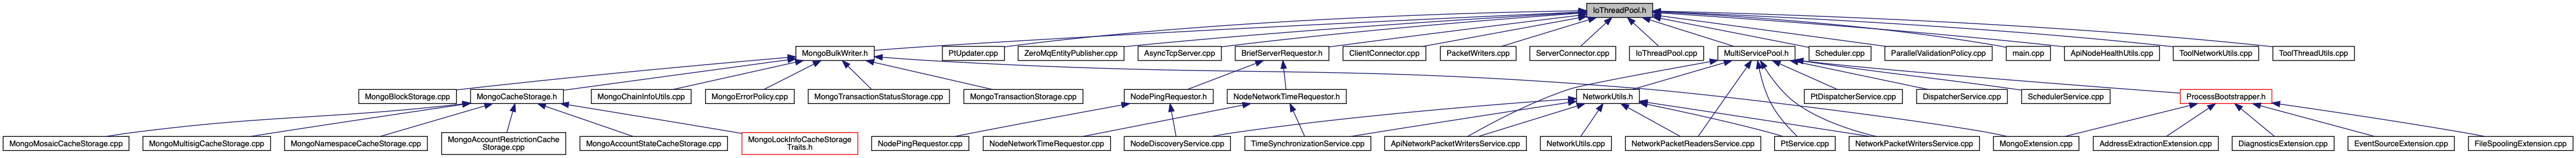 IoThreadPool.h
MongoBulkWriter.h
PtUpdater.cpp
ZeroMqEntityPublisher.cpp
AsyncTcpServer.cpp
BriefServerRequestor.h
ClientConnector.cpp
PacketWriters.cpp
ServerConnector.cpp
IoThreadPool.cpp
MultiServicePool.h
Scheduler.cpp
ParallelValidationPolicy.cpp
main.cpp
ApiNodeHealthUtils.cpp
ToolNetworkUtils.cpp
ToolThreadUtils.cpp
MongoBlockStorage.cpp
MongoCacheStorage.h
MongoChainInfoUtils.cpp
MongoErrorPolicy.cpp
MongoTransactionStatusStorage.cpp
MongoTransactionStorage.cpp
NodePingRequestor.h
NodeNetworkTimeRequestor.h
NetworkUtils.h
PtDispatcherService.cpp
DispatcherService.cpp
SchedulerService.cpp
ProcessBootstrapper.h
MongoMosaicCacheStorage.cpp
MongoMultisigCacheStorage.cpp
MongoNamespaceCacheStorage.cpp
MongoAccountRestrictionCache
Storage.cpp
MongoAccountStateCacheStorage.cpp
MongoLockInfoCacheStorage
Traits.h
NodePingRequestor.cpp
NodeNetworkTimeRequestor.cpp
NodeDiscoveryService.cpp
TimeSynchronizationService.cpp
ApiNetworkPacketWritersService.cpp
NetworkUtils.cpp
NetworkPacketReadersService.cpp
PtService.cpp
NetworkPacketWritersService.cpp
MongoExtension.cpp
AddressExtractionExtension.cpp
DiagnosticsExtension.cpp
EventSourceExtension.cpp
FileSpoolingExtension.cpp